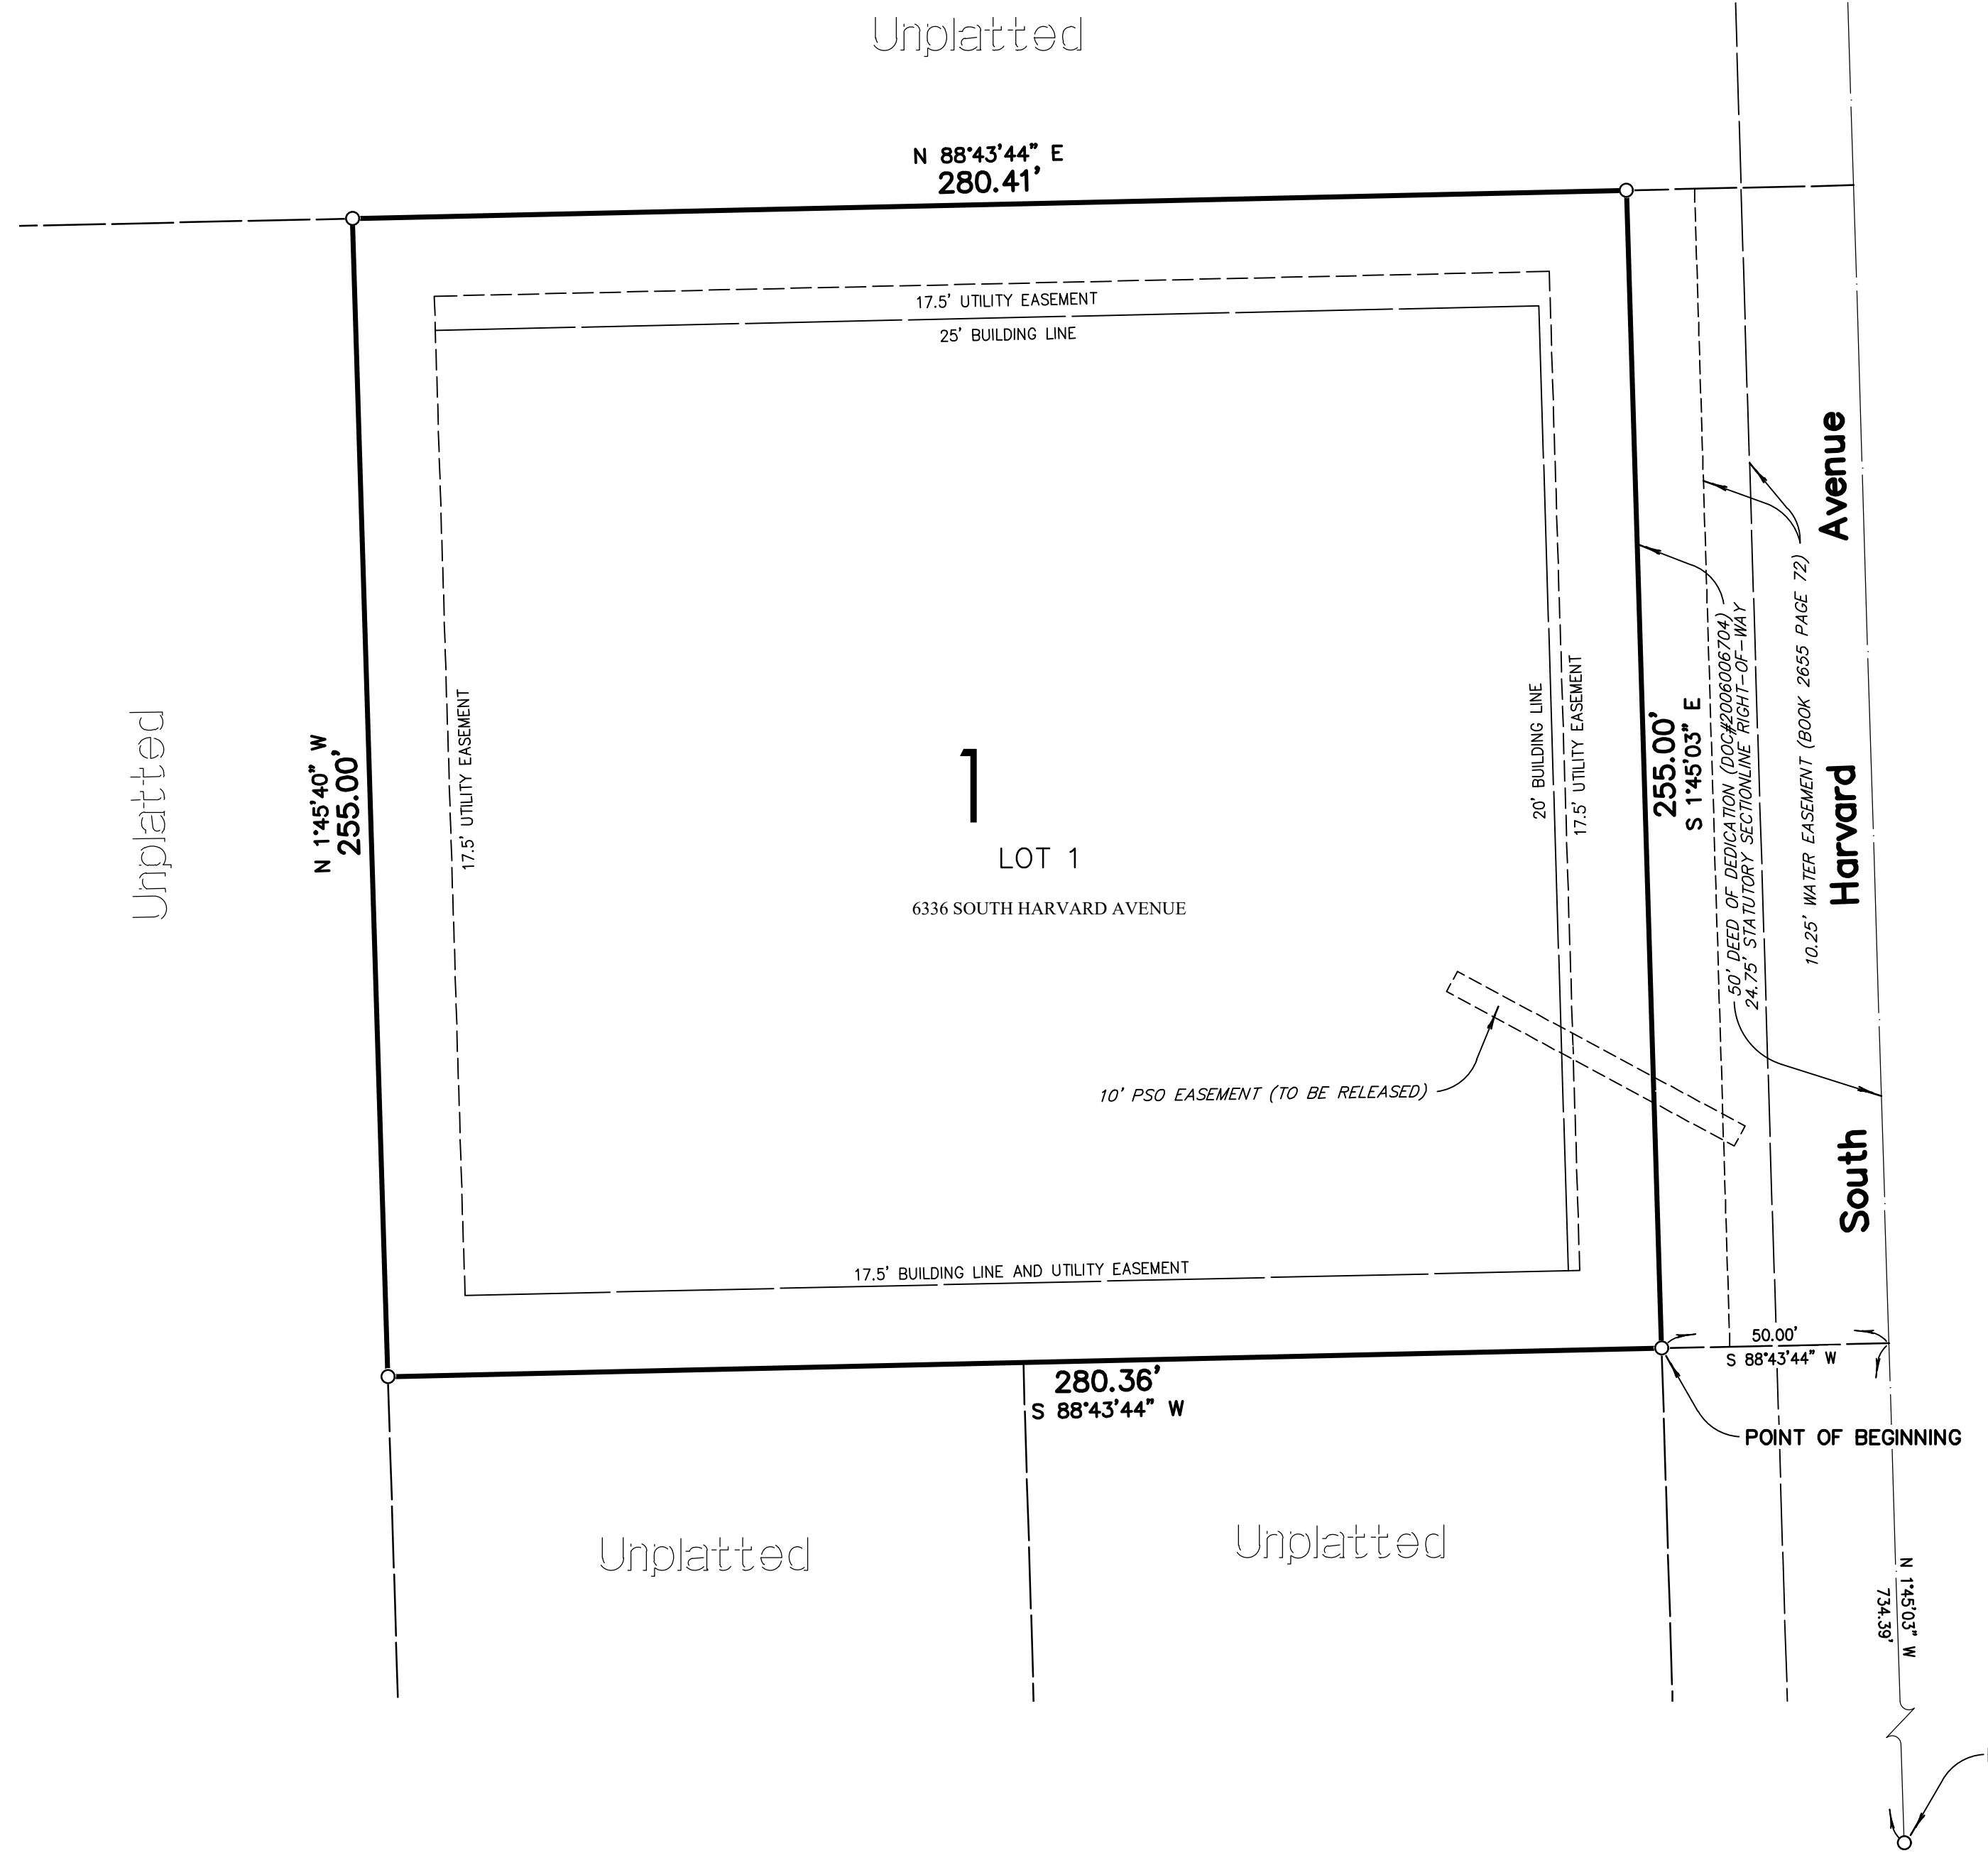 Unplatted
N 88°43'44" E
280.41'
17.5' UTILITY EASEMENT
25' BUILDING LINE
Unplatted
N 1°45'40" W
255.00'
17.5' UTILITY EASEMENT
1
LOT 1
6336 SOUTH HARVARD AVENUE
20' BUILDING LINE
17.5' UTILITY EASEMENT
255.00'
S 1°45'03" E
50' DEED OF DEDICATION (DOC#2006006704)
24.75' STATUTORY SECTIONLINE RIGHT-OF-WAY
10.25' WATER EASEMENT (BOOK 2655 PAGE 72)
South Harvard Avenue
10' PSO EASEMENT (TO BE RELEASED)
17.5' BUILDING LINE AND UTILITY EASEMENT
50.00'
S 88°43'44" W
280.36'
S 88°43'44" W
POINT OF BEGINNING
Unplatted
Unplatted
N 1°45'03" W
734.39'